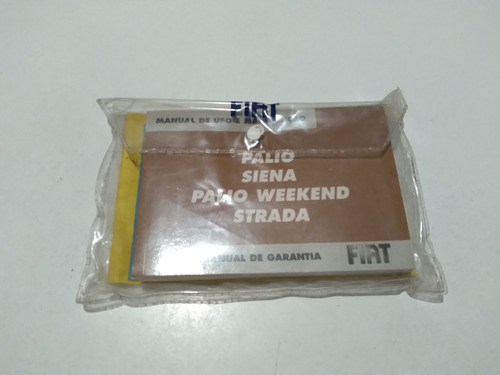 FIAT
MANUAL DE USO E
PALIO
SIENA
PALIO WEEKEND
STRADA
MANUAL DE GARANTIA
FIAT